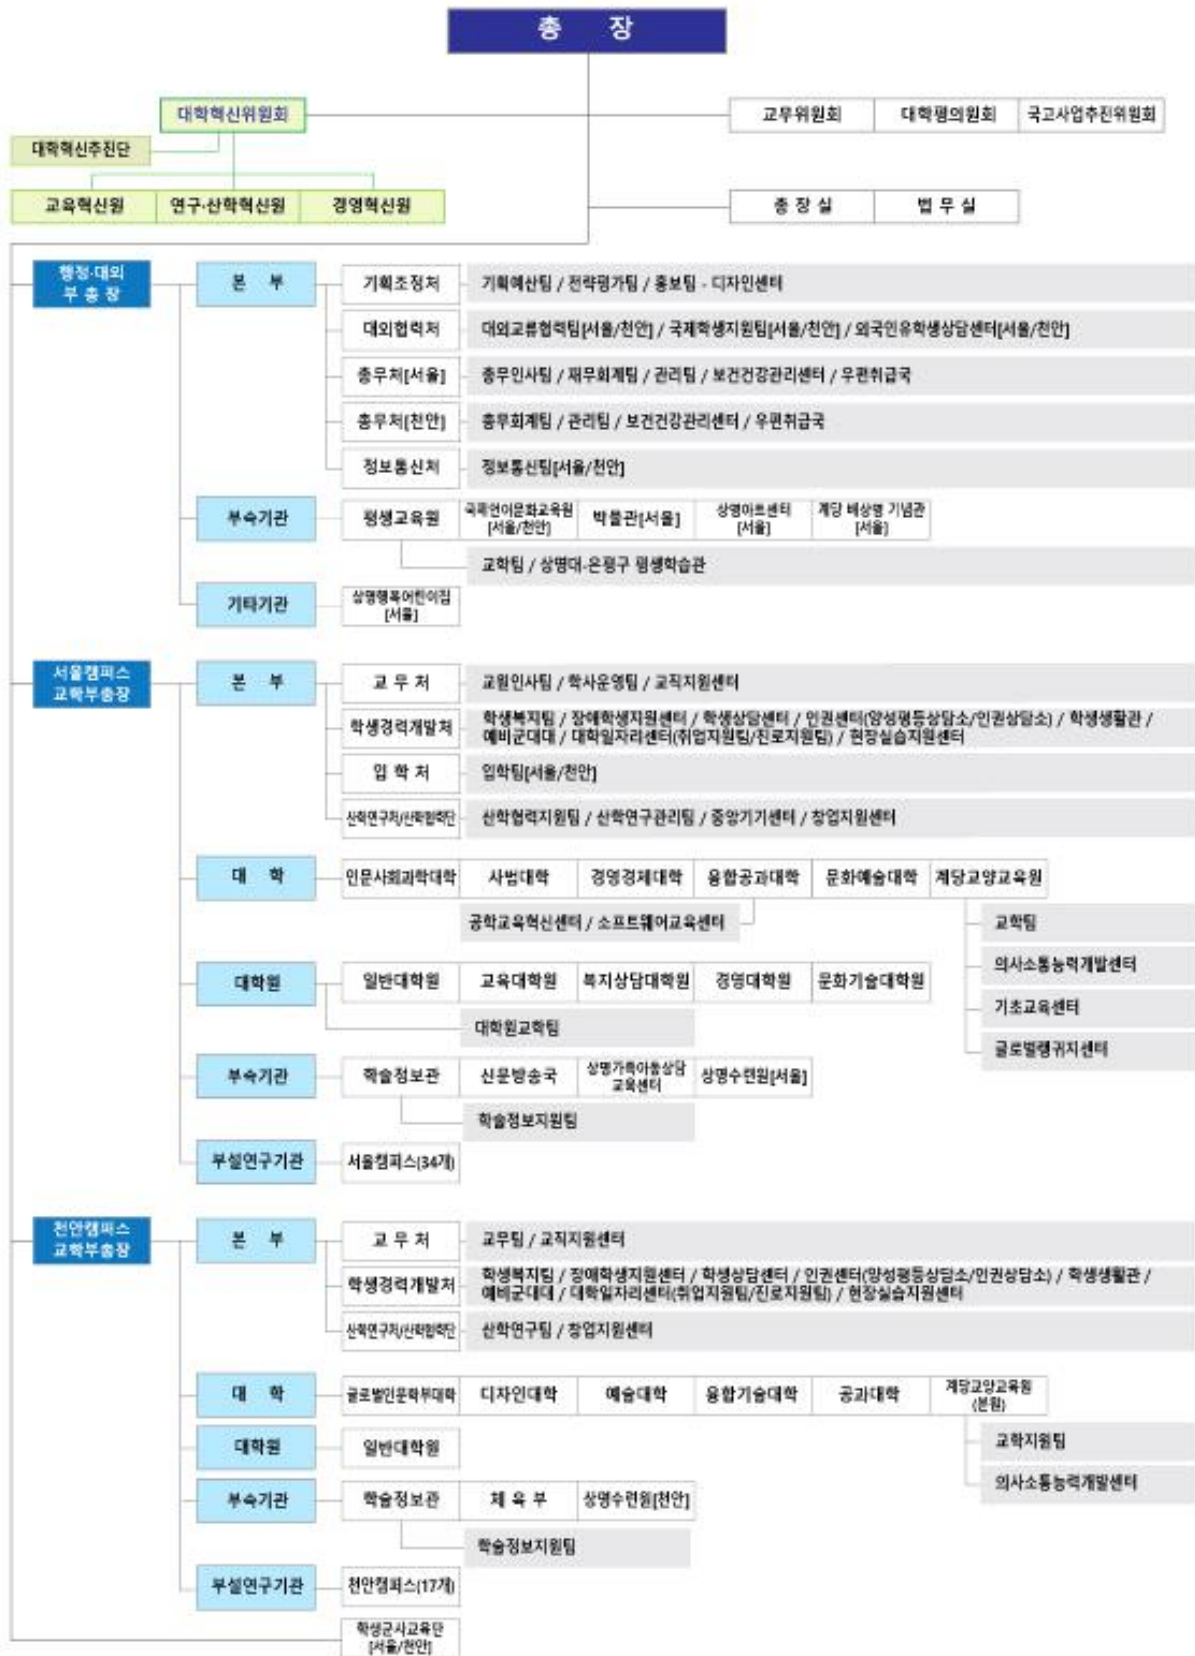 총 장
대학혁신위원회
교무위원회 대학평의원회 국고사업추진위원회
대학혁신추진단
교육혁신원 연구·산학혁신원 경영혁신원
총 장 실 법 무 실
행정·대외
부 총 장
본 부
기획조정처 기획예산팀 / 전략평가팀 / 홍보팀 - 디자인센터
대외협력처 대외교류협력팀[서울/천안] / 국제학생지원팀[서울/천안] / 외국인유학생상담센터[서울/천안]
총무처[서울] 총무인사팀 / 재무회계팀 / 관리팀 / 보건건강관리센터 / 우편취급국
총무처[천안] 총무회계팀 / 관리팀 / 보건건강관리센터 / 우편취급국
정보통신처 정보통신팀[서울/천안]
부속기관 평생교육원
국제언어문화교육원
[서울/천안]
박물관[서울]
상명아트센터
[서울]
계당 배상명 기념관
[서울]
교학팀 / 상명대-은평구 평생학습관
기타기관
상명행복어린이집
[서울]
서울캠퍼스
교학부총장
본 부
교 무 처 교원인사팀 / 학사운영팀 / 교직지원센터
학생경력개발처
학생복지팀 / 장애학생지원센터 / 학생상담센터 / 인권센터(양성평등상담소/인권상담소) / 학생생활관 /
예비군대대 / 대학일자리센터(취업지원팀/진로지원팀) / 현장실습지원센터
입 학 처 입학팀[서울/천안]
산학연구처/산학협력단 산학협력지원팀 / 산학연구관리팀 / 중앙기기센터 / 창업지원센터
대 학 인문사회과학대학 사범대학 경영경제대학 융합공과대학 문화예술대학 계당교양교육원
공학교육혁신센터 / 소프트웨어교육센터
교학팀
의사소통능력개발센터
기초교육센터
글로벌랭귀지센터
대학원 일반대학원 교육대학원 복지상담대학원 경영대학원 문화기술대학원
대학원교학팀
부속기관 학술정보관 신문방송국
상명가족아동상담
교육센터
상명수련원[서울]
학술정보지원팀
부설연구기관 서울캠퍼스(34개)
천안캠퍼스
교학부총장
본 부
교 무 처 교무팀 / 교직지원센터
학생경력개발처
학생복지팀 / 장애학생지원센터 / 학생상담센터 / 인권센터(양성평등상담소/인권상담소) / 학생생활관 /
예비군대대 / 대학일자리센터(취업지원팀/진로지원팀) / 현장실습지원센터
산학연구처/산학협력단 산학연구팀 / 창업지원센터
대 학 글로벌인문학부대학 디자인대학 예술대학 융합기술대학 공과대학
계당교양교육원
(분원)
교학지원팀
의사소통능력개발센터
대학원 일반대학원
부속기관 학술정보관 체 육 부 상명수련원[천안]
학술정보지원팀
부설연구기관 천안캠퍼스(17개)
학생군사교육단
[서울/천안]